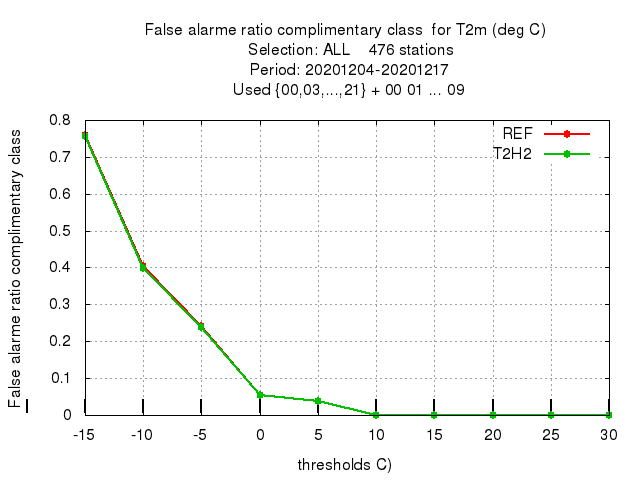 False alarme ratio complimentary class  for T2m (deg C)
Selection: ALL    476 stations
Period: 20201204-20201217
Used {00,03,...,21} + 00 01 ... 09
REF
T2H2
False alarme ratio complimentary class
0.8
0.7
0.6
0.5
0.4
0.3
0.2
0.1
0
-15 -10 -5 0 5 10 15 20 25 30
thresholds C)